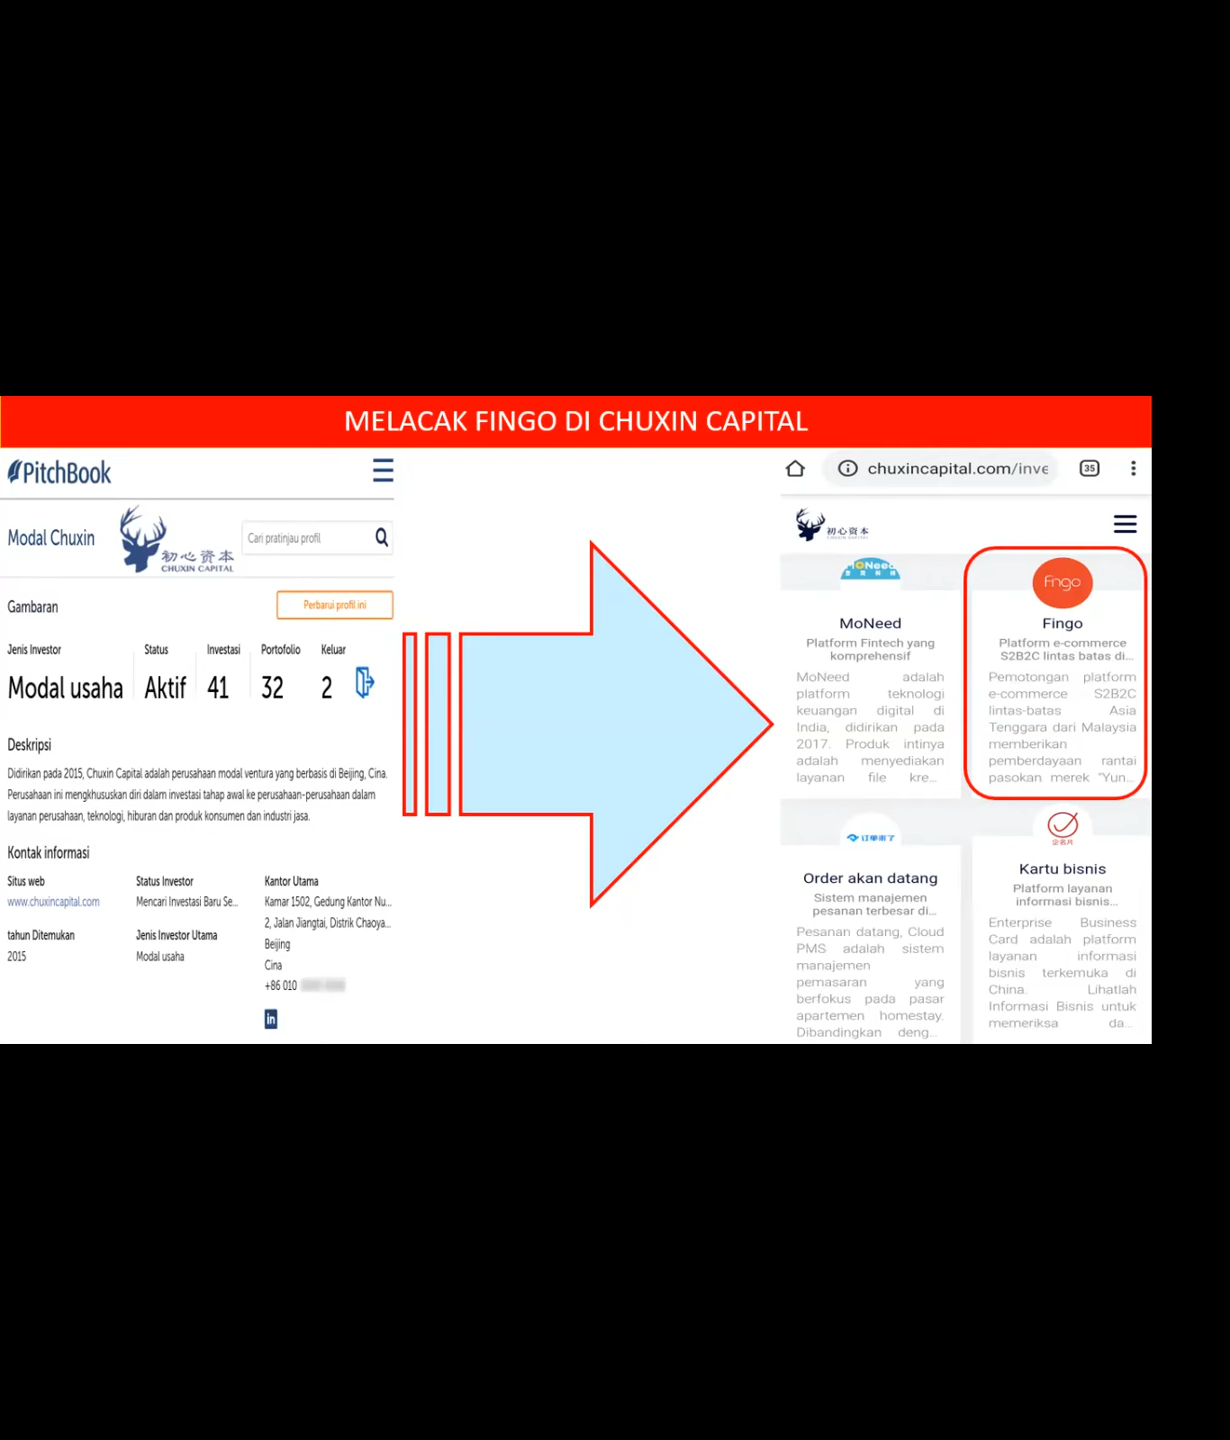 MELACAK FINGO DI CHUXIN CAPITAL
PitchBook
Modal Chuxin
初心资本
CHUXIN CAPITAL
Cari pratinjau profil
Gambaran
Perbarui profil ini
Jenis Investor
Status
Investasi
Portofolio
Keluar
Modal usaha
Aktif
41
32
2
Deskripsi
Didirikan pada 2015, Chuxin Capital adalah perusahaan modal ventura yang berbasis di Beijing, Cina.
Perusahaan ini mengkhususkan diri dalam investasi tahap awal ke perusahaan-perusahaan dalam
layanan perusahaan, teknologi, hiburan dan produk konsumen dan industri jasa.
Kontak informasi
Situs web
www.chuxincapital.com
tahun Ditemukan
2015
Status Investor
Mencari Investasi Baru Se...
Jenis Investor Utama
Modal usaha
Kantor Utama
Kamar 1502, Gedung Kantor Nu...
2, Jalan Jiangtai, Distrik Chaoya...
Beijing
Cina
+86 010
in
chuxincapital.com/inve
35
初心资本
CHUXIN CAPITAL
MoNeed
MoNeed
Platform Fintech yang
komprehensif
MoNeed adalah
platform teknologi
keuangan digital di
India, didirikan pada
2017. Produk intinya
adalah menyediakan
layanan file kre...
Fingo
Fingo
Platform e-commerce
S2B2C lintas batas di...
Pemotongan platform
e-commerce S2B2C
lintas-batas Asia
Tenggara dari Malaysia
memberikan
pemberdayaan rantai
pasokan merek "Yun...
订单来了
Order akan datang
Sistem manajemen
pesanan terbesar di...
Pesanan datang, Cloud
PMS adalah sistem
manajemen
pemasaran yang
berfokus pada pasar
apartemen homestay.
Dibandingkan deng...
企名片
Kartu bisnis
Platform layanan
informasi bisnis...
Enterprise Business
Card adalah platform
layanan informasi
bisnis terkemuka di
China. Lihatlah
Informasi Bisnis untuk
memeriksa da...